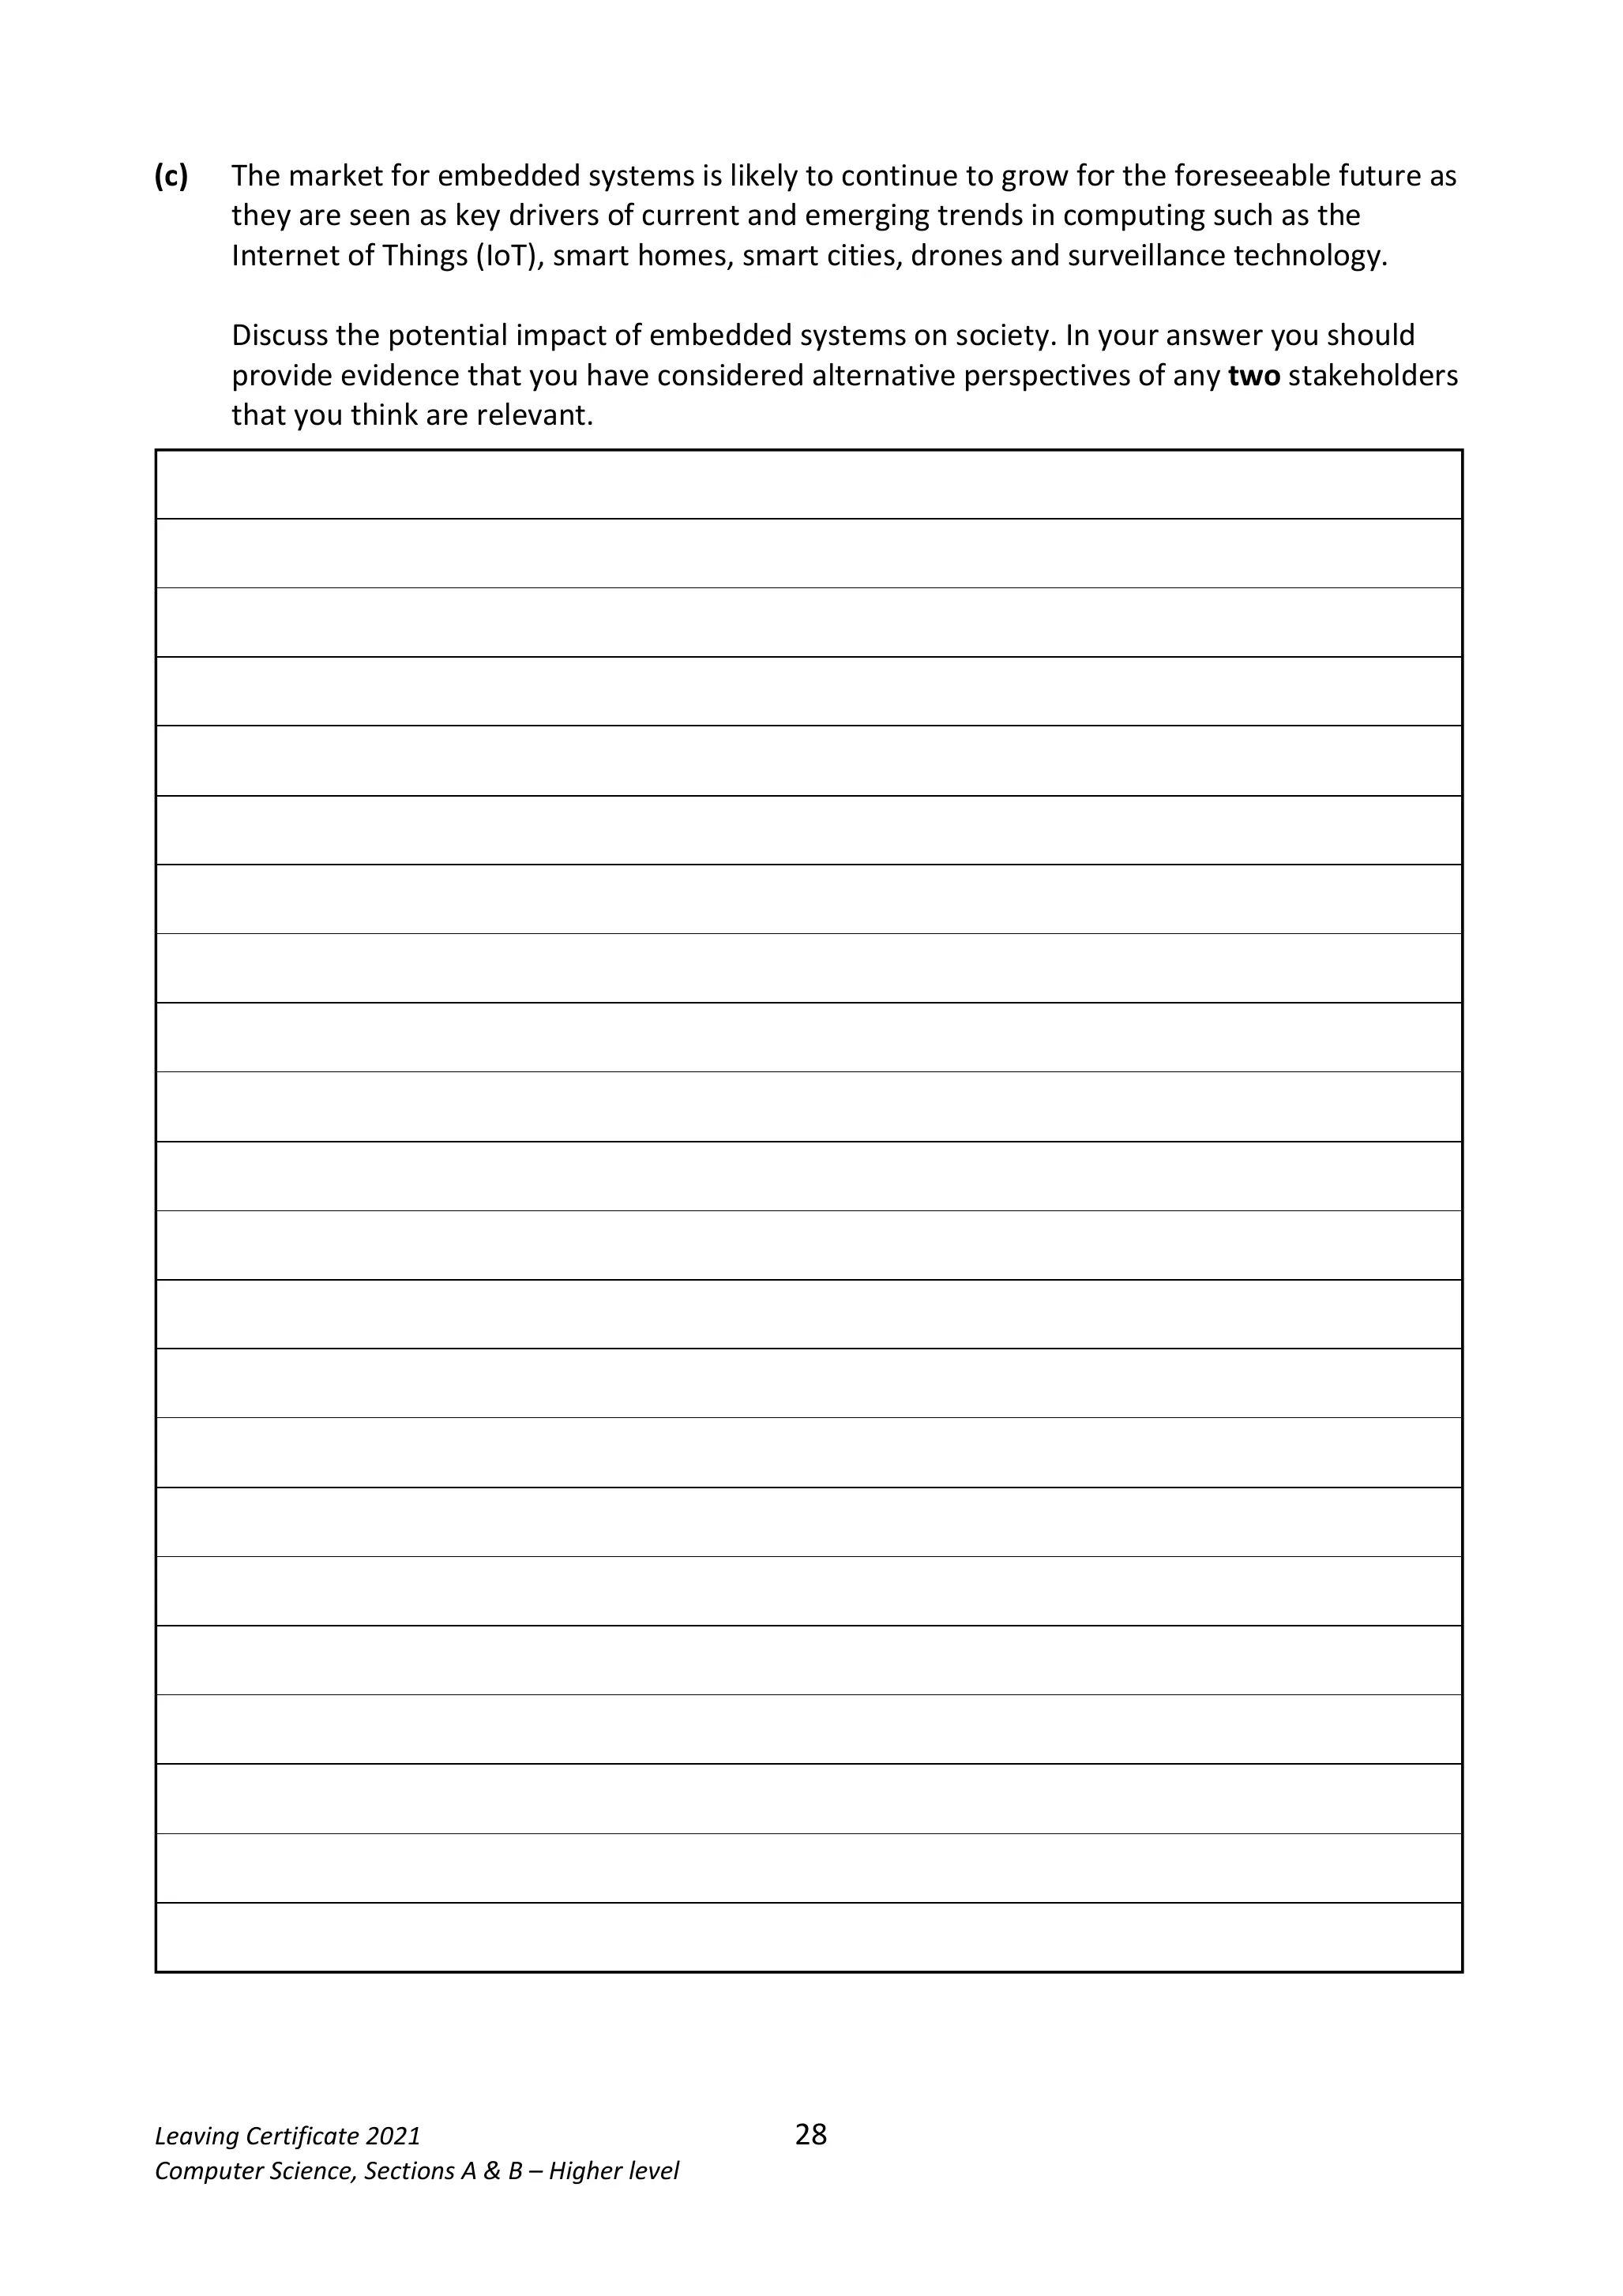 (c) The market for embedded systems is likely to continue to grow for the foreseeable future as
they are seen as key drivers of current and emerging trends in computing such as the
Internet of Things (IoT), smart homes, smart cities, drones and surveillance technology.
Discuss the potential impact of embedded systems on society. In your answer you should
provide evidence that you have considered alternative perspectives of any two stakeholders
that you think are relevant.
Leaving Certificate 2021 28
Computer Science, Sections A & B – Higher level